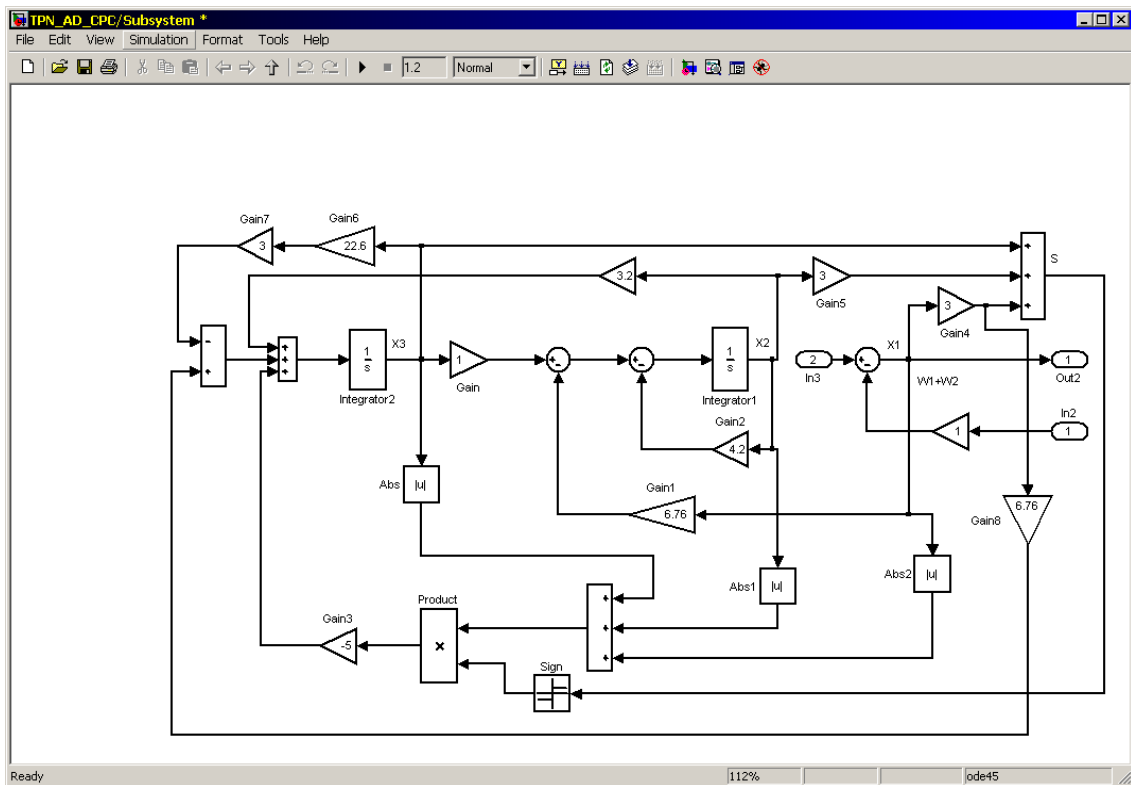 TPN_AD_CPC/Subsystem *
File Edit View Simulation Format Tools Help
1.2 Normal
Gain7 Gain6
3 22.6
S
3.2 3
Gain5
3
Gain4
X3 X2 X1
1
s
1
1
s
2 1
Integrator2 Gain Integrator1 In3 W1+W2 Out2
Gain2 In2
4.2 1 1
Abs |u|
Gain1
6.76 6.76
Gain8
Abs1 |u| Abs2 |u|
Product
Gain3
-5 ×
Sign
Ready 112% ode45